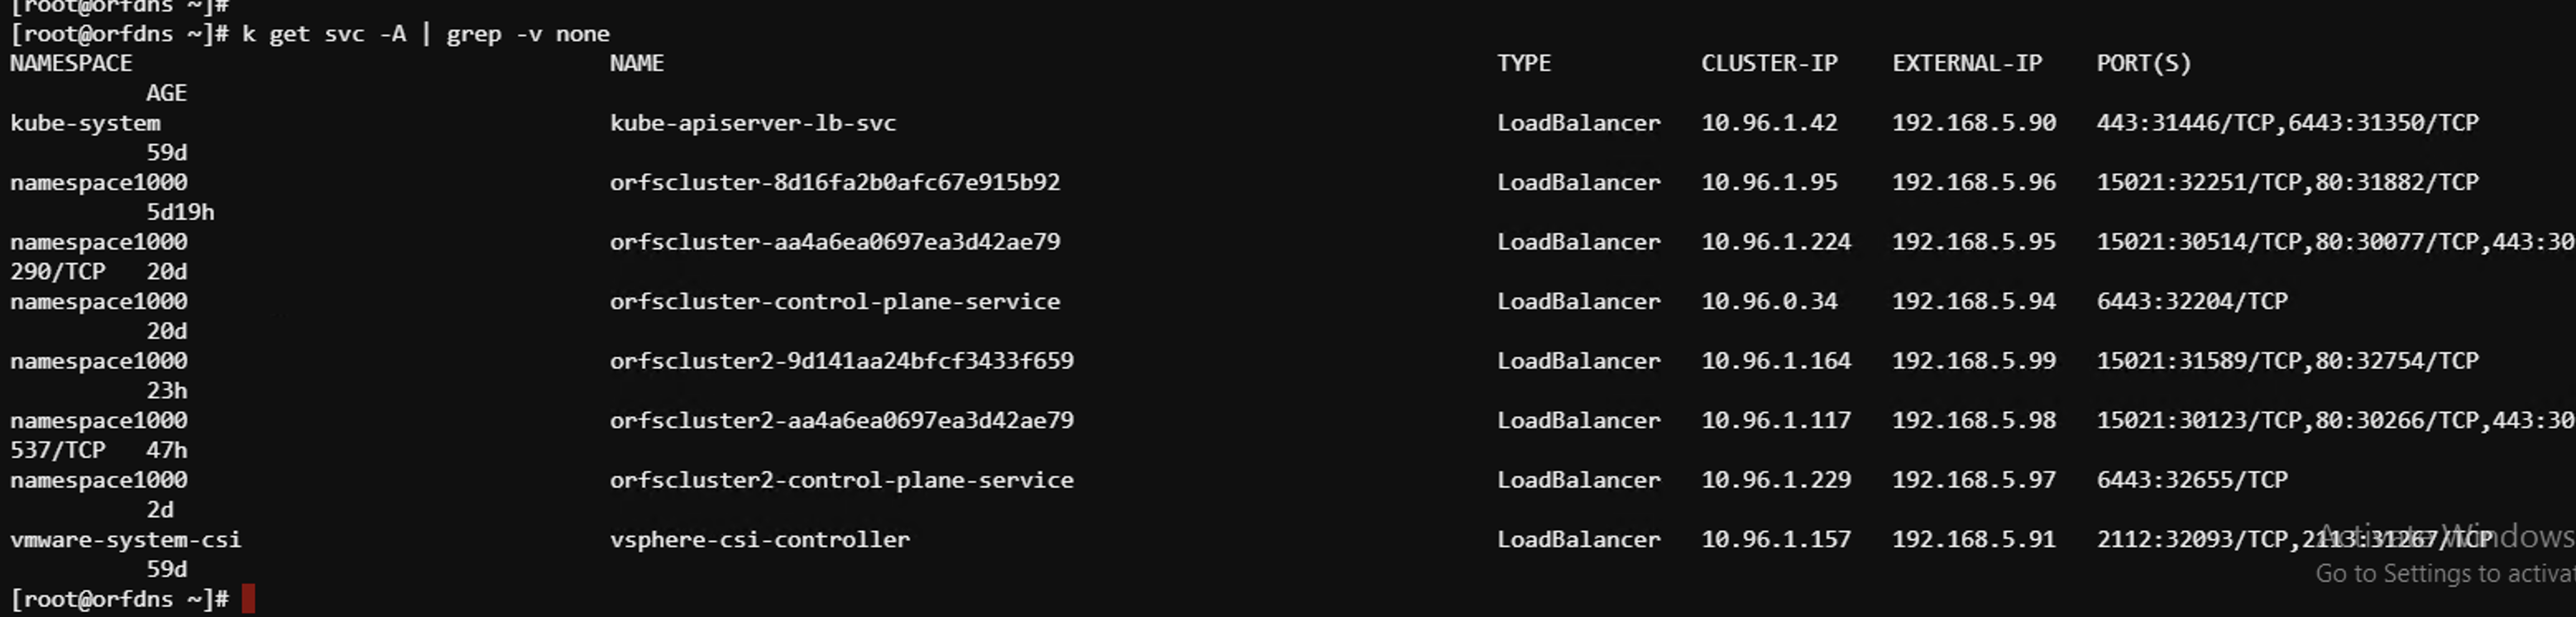 [root@orfdns ~]#
[root@orfdns ~]# k get svc -A | grep -v none
NAMESPACE NAME TYPE CLUSTER-IP EXTERNAL-IP PORT(S)
AGE
kube-system kube-apiserver-lb-svc LoadBalancer 10.96.1.42 192.168.5.90 443:31446/TCP,6443:31350/TCP
59d
namespace1000 orfscluster-8d16fa2b0afc67e915b92 LoadBalancer 10.96.1.95 192.168.5.96 15021:32251/TCP,80:31882/TCP
5d19h
namespace1000 orfscluster-aa4a6ea0697ea3d42ae79 LoadBalancer 10.96.1.224 192.168.5.95 15021:30514/TCP,80:30077/TCP,443:30
290/TCP 20d
namespace1000 orfscluster-control-plane-service LoadBalancer 10.96.0.34 192.168.5.94 6443:32204/TCP
20d
namespace1000 orfscluster2-9d141aa24bfcf3433f659 LoadBalancer 10.96.1.164 192.168.5.99 15021:31589/TCP,80:32754/TCP
23h
namespace1000 orfscluster2-aa4a6ea0697ea3d42ae79 LoadBalancer 10.96.1.117 192.168.5.98 15021:30123/TCP,80:30266/TCP,443:30
537/TCP 47h
namespace1000 orfscluster2-control-plane-service LoadBalancer 10.96.1.229 192.168.5.97 6443:32655/TCP
2d
vmware-system-csi vsphere-csi-controller LoadBalancer 10.96.1.157 192.168.5.91 2112:32093/TCP,2113:31267/TCP
Activate Windows
59d
Go to Settings to activat
[root@orfdns ~]#